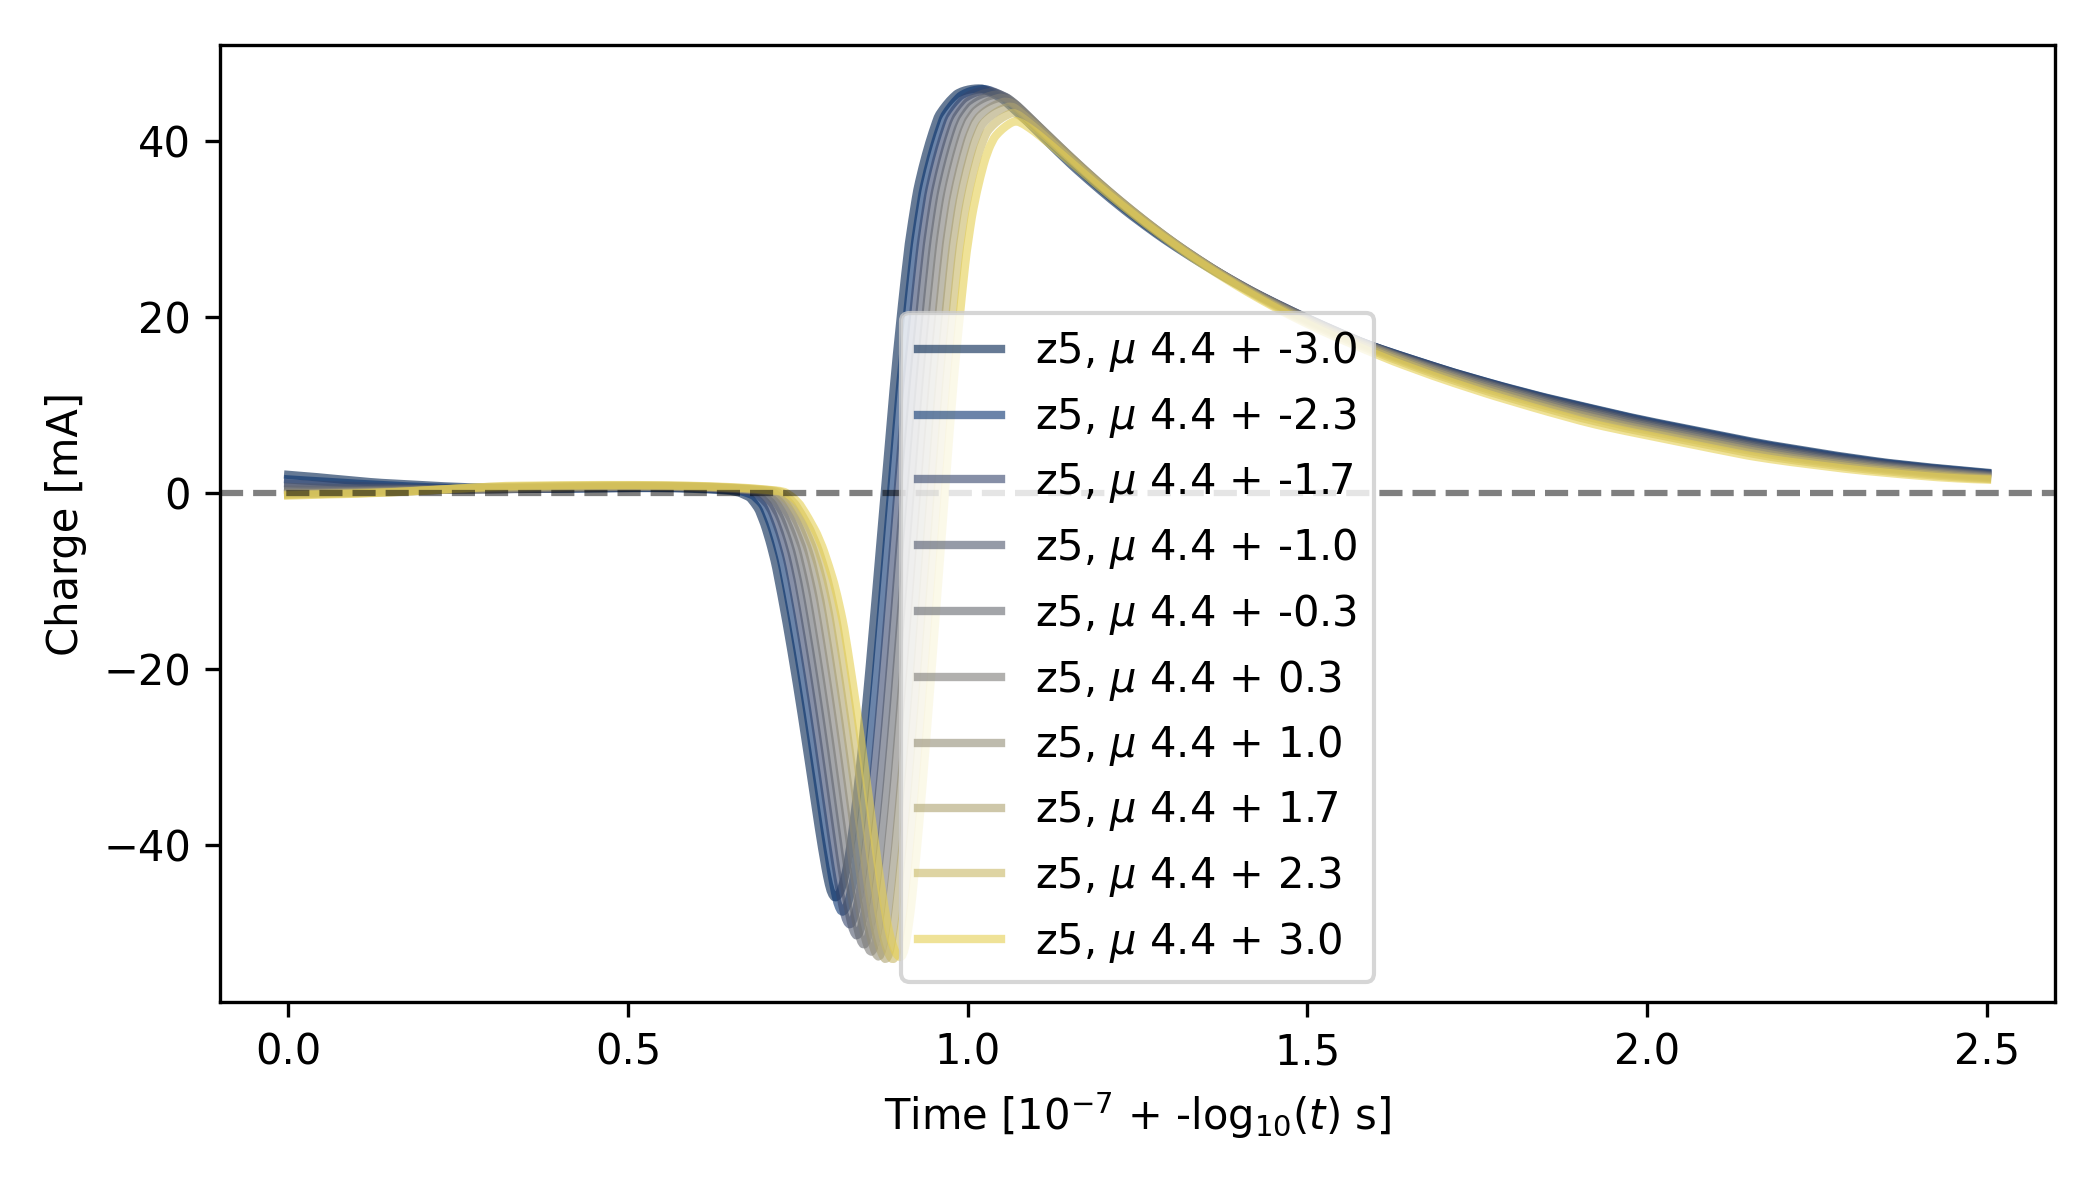 Charge [mA]
40
20
0
−20
−40
z5, μ 4.4 + -3.0
z5, μ 4.4 + -2.3
z5, μ 4.4 + -1.7
z5, μ 4.4 + -1.0
z5, μ 4.4 + -0.3
z5, μ 4.4 + 0.3
z5, μ 4.4 + 1.0
z5, μ 4.4 + 1.7
z5, μ 4.4 + 2.3
z5, μ 4.4 + 3.0
0.0 0.5 1.0 1.5 2.0 2.5
Time [10⁻⁷ + -log₁₀(t) s]